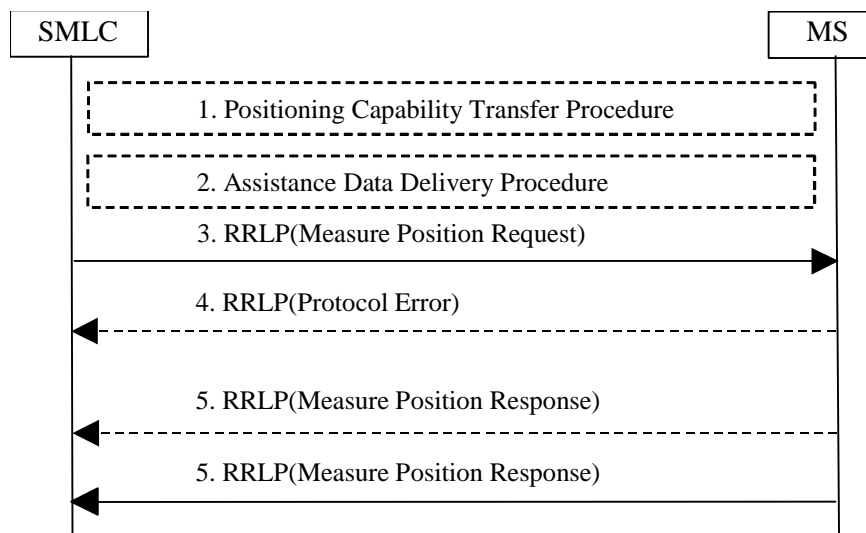 SMLC
MS
1. Positioning Capability Transfer Procedure
2. Assistance Data Delivery Procedure
3. RRLP(Measure Position Request)
4. RRLP(Protocol Error)
5. RRLP(Measure Position Response)
5. RRLP(Measure Position Response)